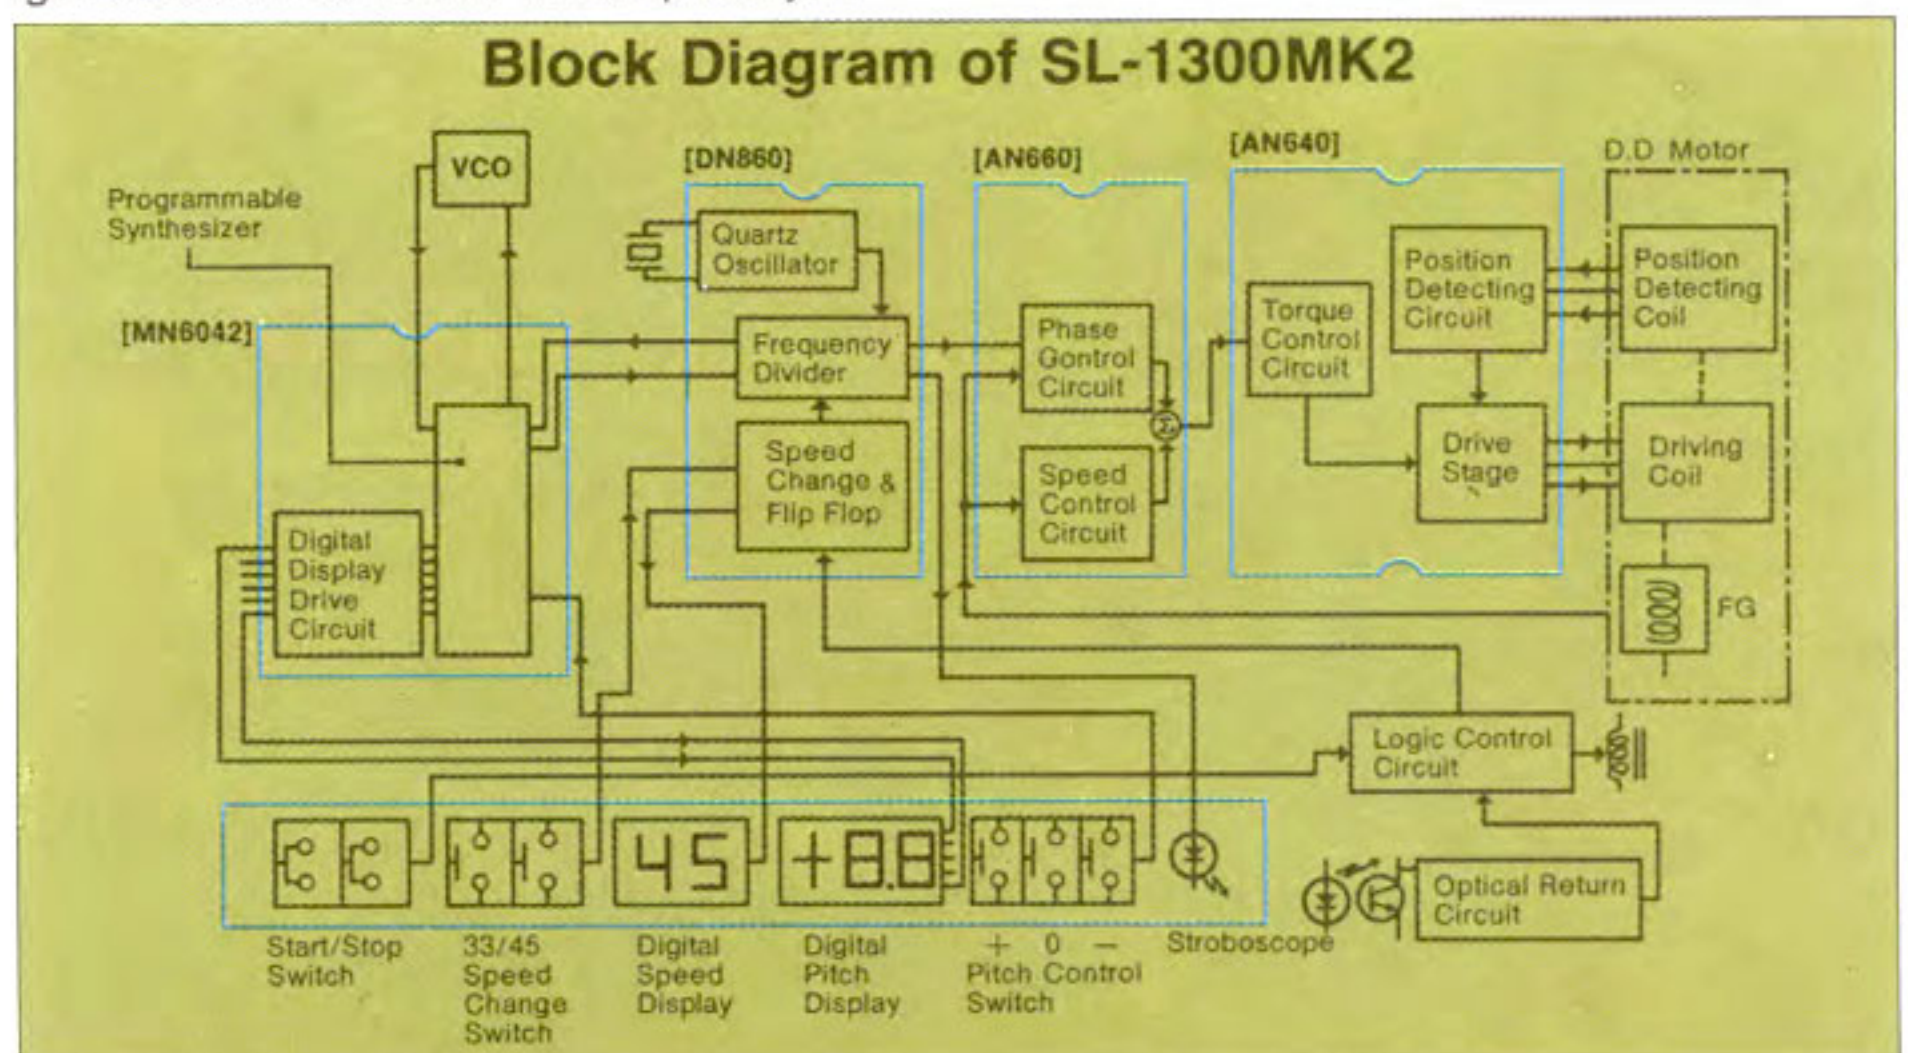 Block Diagram of SL-1300MK2
VCO
Programmable
Synthesizer
[MN6042]
Digital
Display
Drive
Circuit
[DN860]
Quartz
Oscillator
Frequency
Divider
Speed
Change &
Flip Flop
[AN660]
Phase
Gontrol
Circuit
Σ
Speed
Control
Circuit
[AN640]
Torque
Control
Circuit
Position
Detecting
Circuit
Drive
Stage
D.D Motor
Position
Detecting
Coil
Driving
Coil
FG
Logic Control
Circuit
Optical Return
Circuit
45
+8.8
Start/Stop
Switch
33/45
Speed
Change
Switch
Digital
Speed
Display
Digital
Pitch
Display
+ 0 −
Pitch Control
Switch
Stroboscope